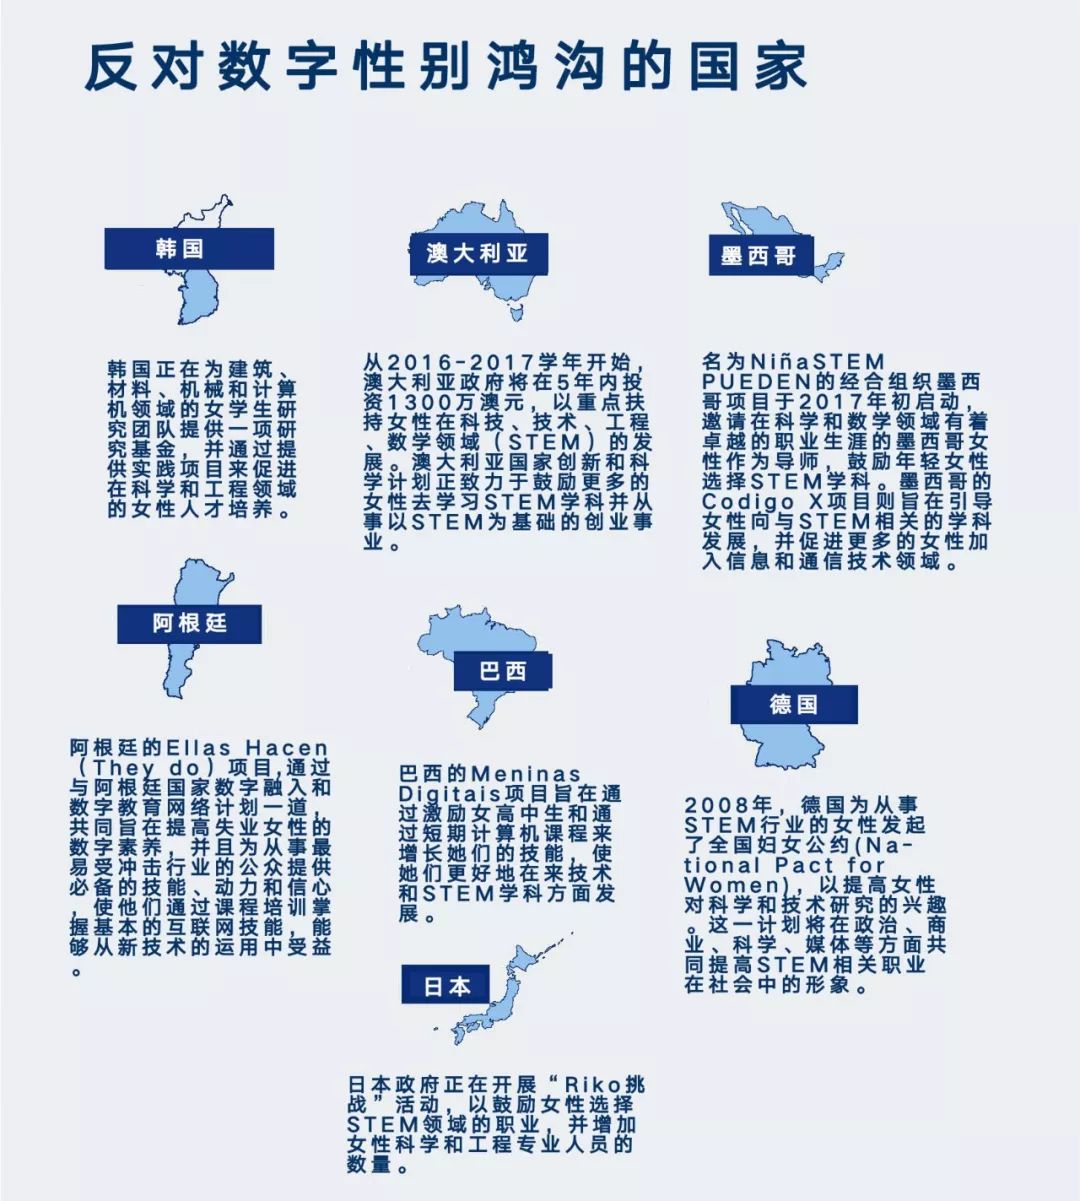 反对数字性别鸿沟的国家
韩国
韩国正在为建筑、
材料、机械和计算
机领域的女学生研
究团队提供一项研
究基金，并通过提
供实践项目来促进
在科学和工程领域
的女性人才培养。
澳大利亚
从2016-2017学年开始，
澳大利亚政府将在5年内投
资1300万澳元，以重点扶
持女性在科技、技术、工程
、数学领域（STEM）的发
展。澳大利亚国家创新和科
学计划正致力于鼓励更多的
女性去学习STEM学科并从
事以STEM为基础的创业事
业。
墨西哥
名为NiñaSTEM
PUEDEN的经合组织墨西
哥项目于2017年初启动，
邀请在科学和数学领域有着
卓越的职业生涯的墨西哥女
性作为导师，鼓励年轻女性
选择STEM学科。墨西哥的
Codigo X项目则旨在引导
女性向与STEM相关的学科
发展，并促进更多的女性加
入信息和通信技术领域。
阿根廷
阿根廷的Ellas Hacen
（They do）项目,通过
与阿根廷国家数字融入和
数字教育网络计划一道，
共同旨在提高失业女性的
数字素养，并且为从事最
易受冲击行业的公众提供
必备的技能、动力和信心
，使他们通过课程培训掌
握基本的互联网技能，能
够从新技术的运用中受益
。
巴西
巴西的Meninas
Digitais项目旨在通
过激励女高中生和通
过短期计算机课程来
增长她们的技能，使
她们更好地在来技术
和STEM学科方面发
展。
德国
2008年，德国为从事
STEM行业的女性发起
了全国妇女公约(Na-
tional Pact for
Women)，以提高女性
对科学和技术研究的兴趣
。这一计划将在政治、商
业、科学、媒体等方面共
同提高STEM相关职业
在社会中的形象。
日本
日本政府正在开展“Riko挑
战”活动，以鼓励女性选择
STEM领域的职业，并增加
女性科学和工程专业人员的
数量。